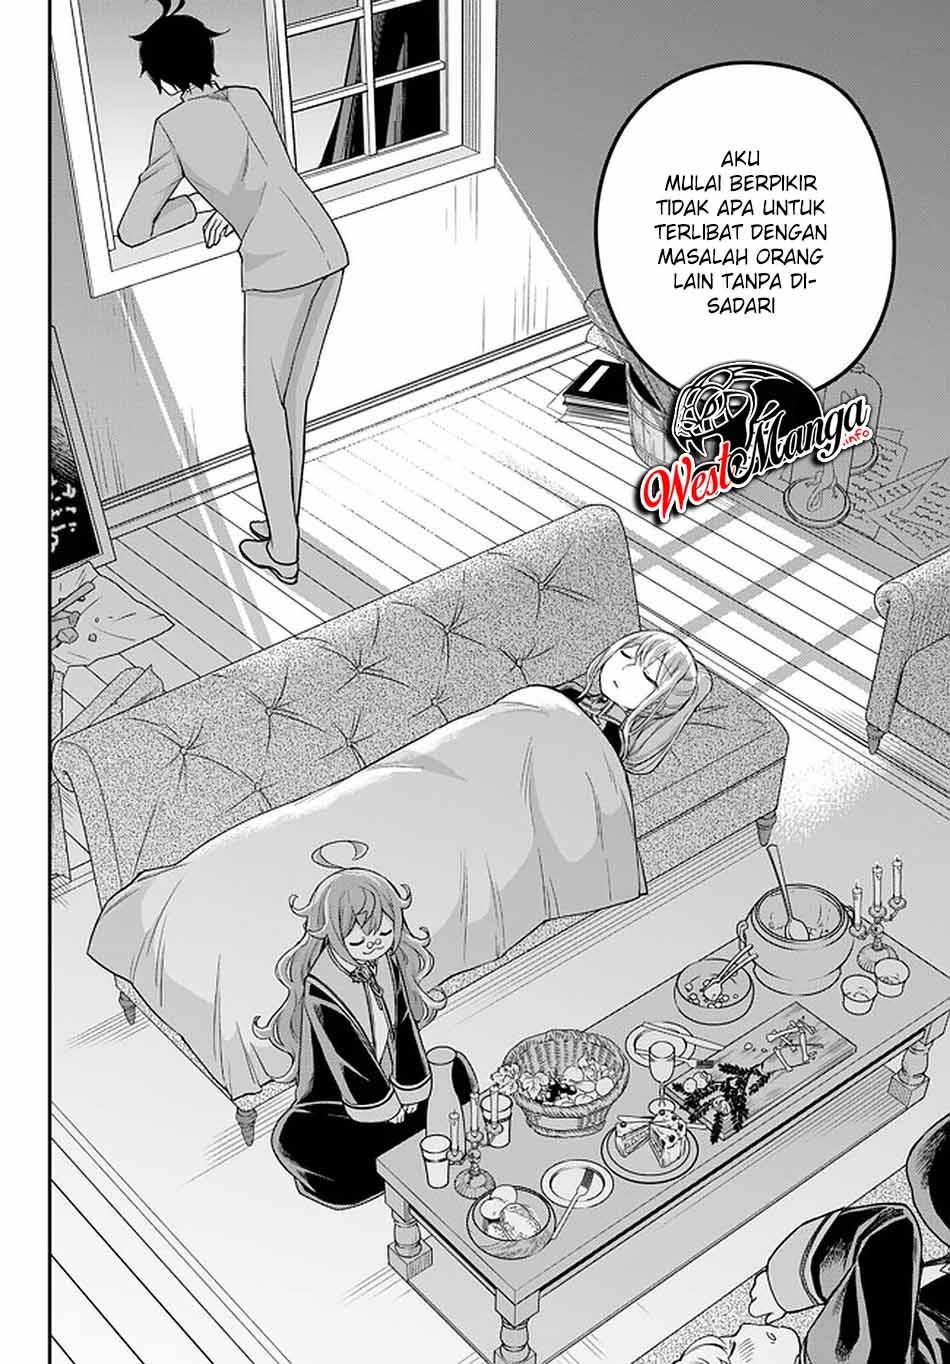 AKU
MULAI BERPIKIR
TIDAK APA UNTUK
TERLIBAT DENGAN
MASALAH ORANG
LAIN TANPA DI-
SADARI
WestManga
.info